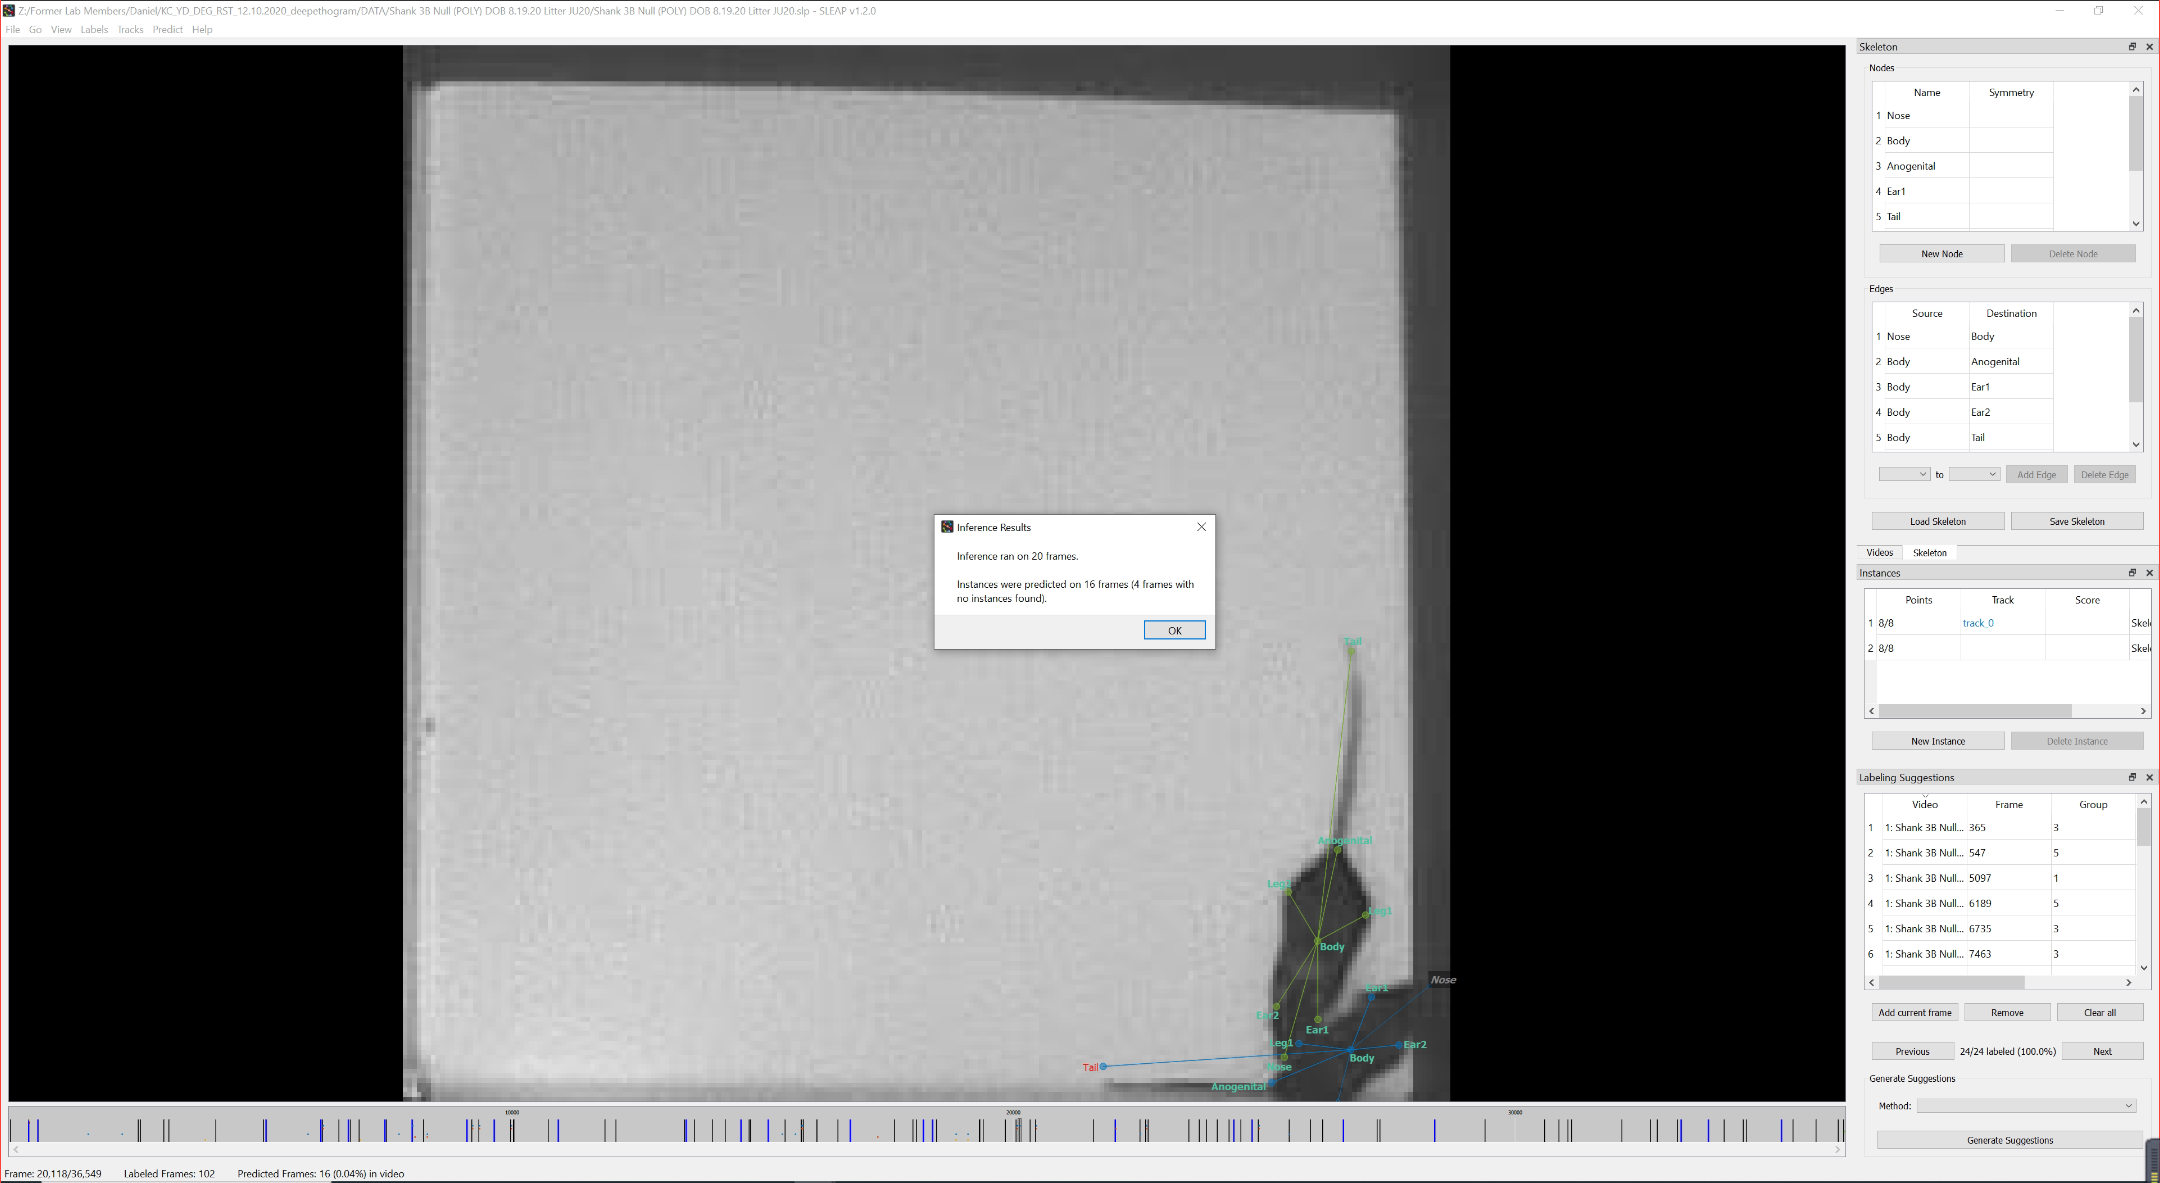 Z:/Former Lab Members/Daniel/KC_YD_DEG_RST_12.10.2020_deepethogram/DATA/Shank 3B Null (POLY) DOB 8.19.20 Litter JU20/Shank 3B Null (POLY) DOB 8.19.20 Litter JU20.slp - SLEAP v1.2.0
File Go View Labels Tracks Predict Help
Skeleton
Nodes
Name Symmetry
1 Nose
2 Body
3 Anogenital
4 Ear1
5 Tail
New Node Delete Node
Edges
Source Destination
1 Nose Body
2 Body Anogenital
3 Body Ear1
4 Body Ear2
5 Body Tail
to Add Edge Delete Edge
Load Skeleton Save Skeleton
Videos Skeleton
Instances
Points Track Score
1 8/8 track_0 Skel
2 8/8 Skel
New Instance Delete Instance
Labeling Suggestions
Video Frame Group
1 1: Shank 3B Null... 365 3
2 1: Shank 3B Null... 547 5
3 1: Shank 3B Null... 5097 1
4 1: Shank 3B Null... 6189 5
5 1: Shank 3B Null... 6735 3
6 1: Shank 3B Null... 7463 3
Add current frame Remove Clear all
Previous 24/24 labeled (100.0%) Next
Generate Suggestions
Method:
Generate Suggestions
Inference Results
Inference ran on 20 frames.
Instances were predicted on 16 frames (4 frames with
no instances found).
OK
Tail
Anogenital
Leg1
Body
Nose
Ear1
Ear2
Ear1
Leg1
Ear2
Body
Tail
Nose
Anogenital
10000 20000 30000
Frame: 20,118/36,549 Labeled Frames: 102 Predicted Frames: 16 (0.04%) in video